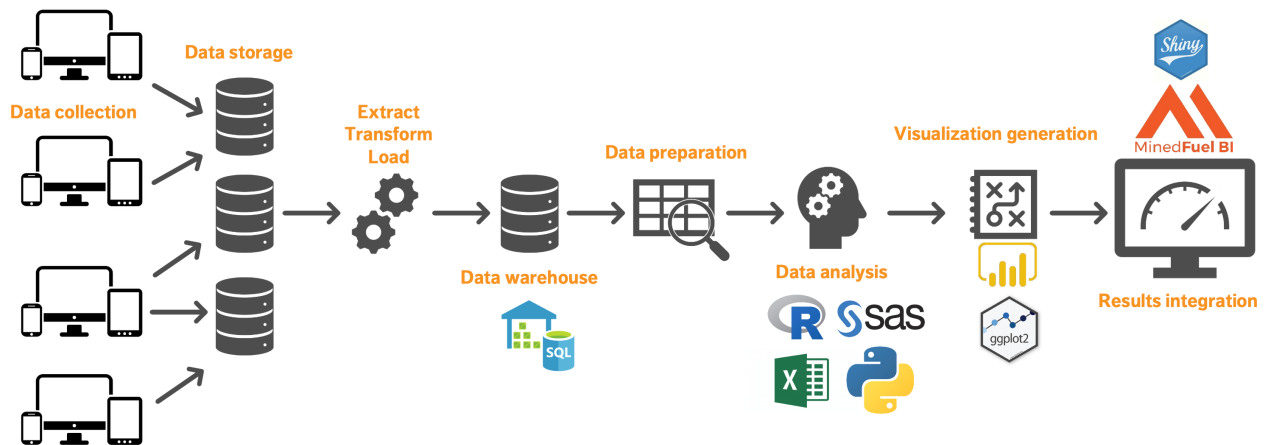 Data collection
Data storage
Extract
Transform
Load
Data warehouse
SQL
Data preparation
Data analysis
R
sas
X
Visualization generation
ggplot2
Shiny
MinedFuel BI
Results integration